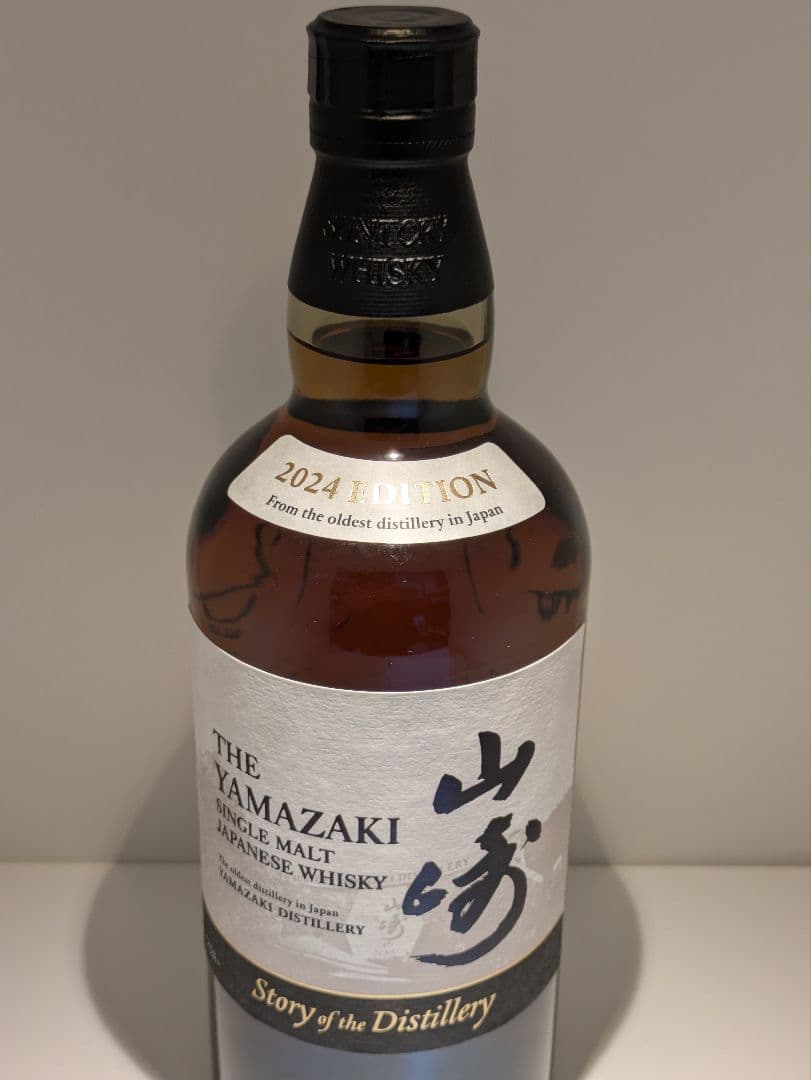 SUNTORY
WHISKY
2024 EDITION
From the oldest distillery in Japan
THE
YAMAZAKI
SINGLE MALT
JAPANESE WHISKY
The oldest distillery in Japan
YAMAZAKI DISTILLERY
山崎
Story of the Distillery